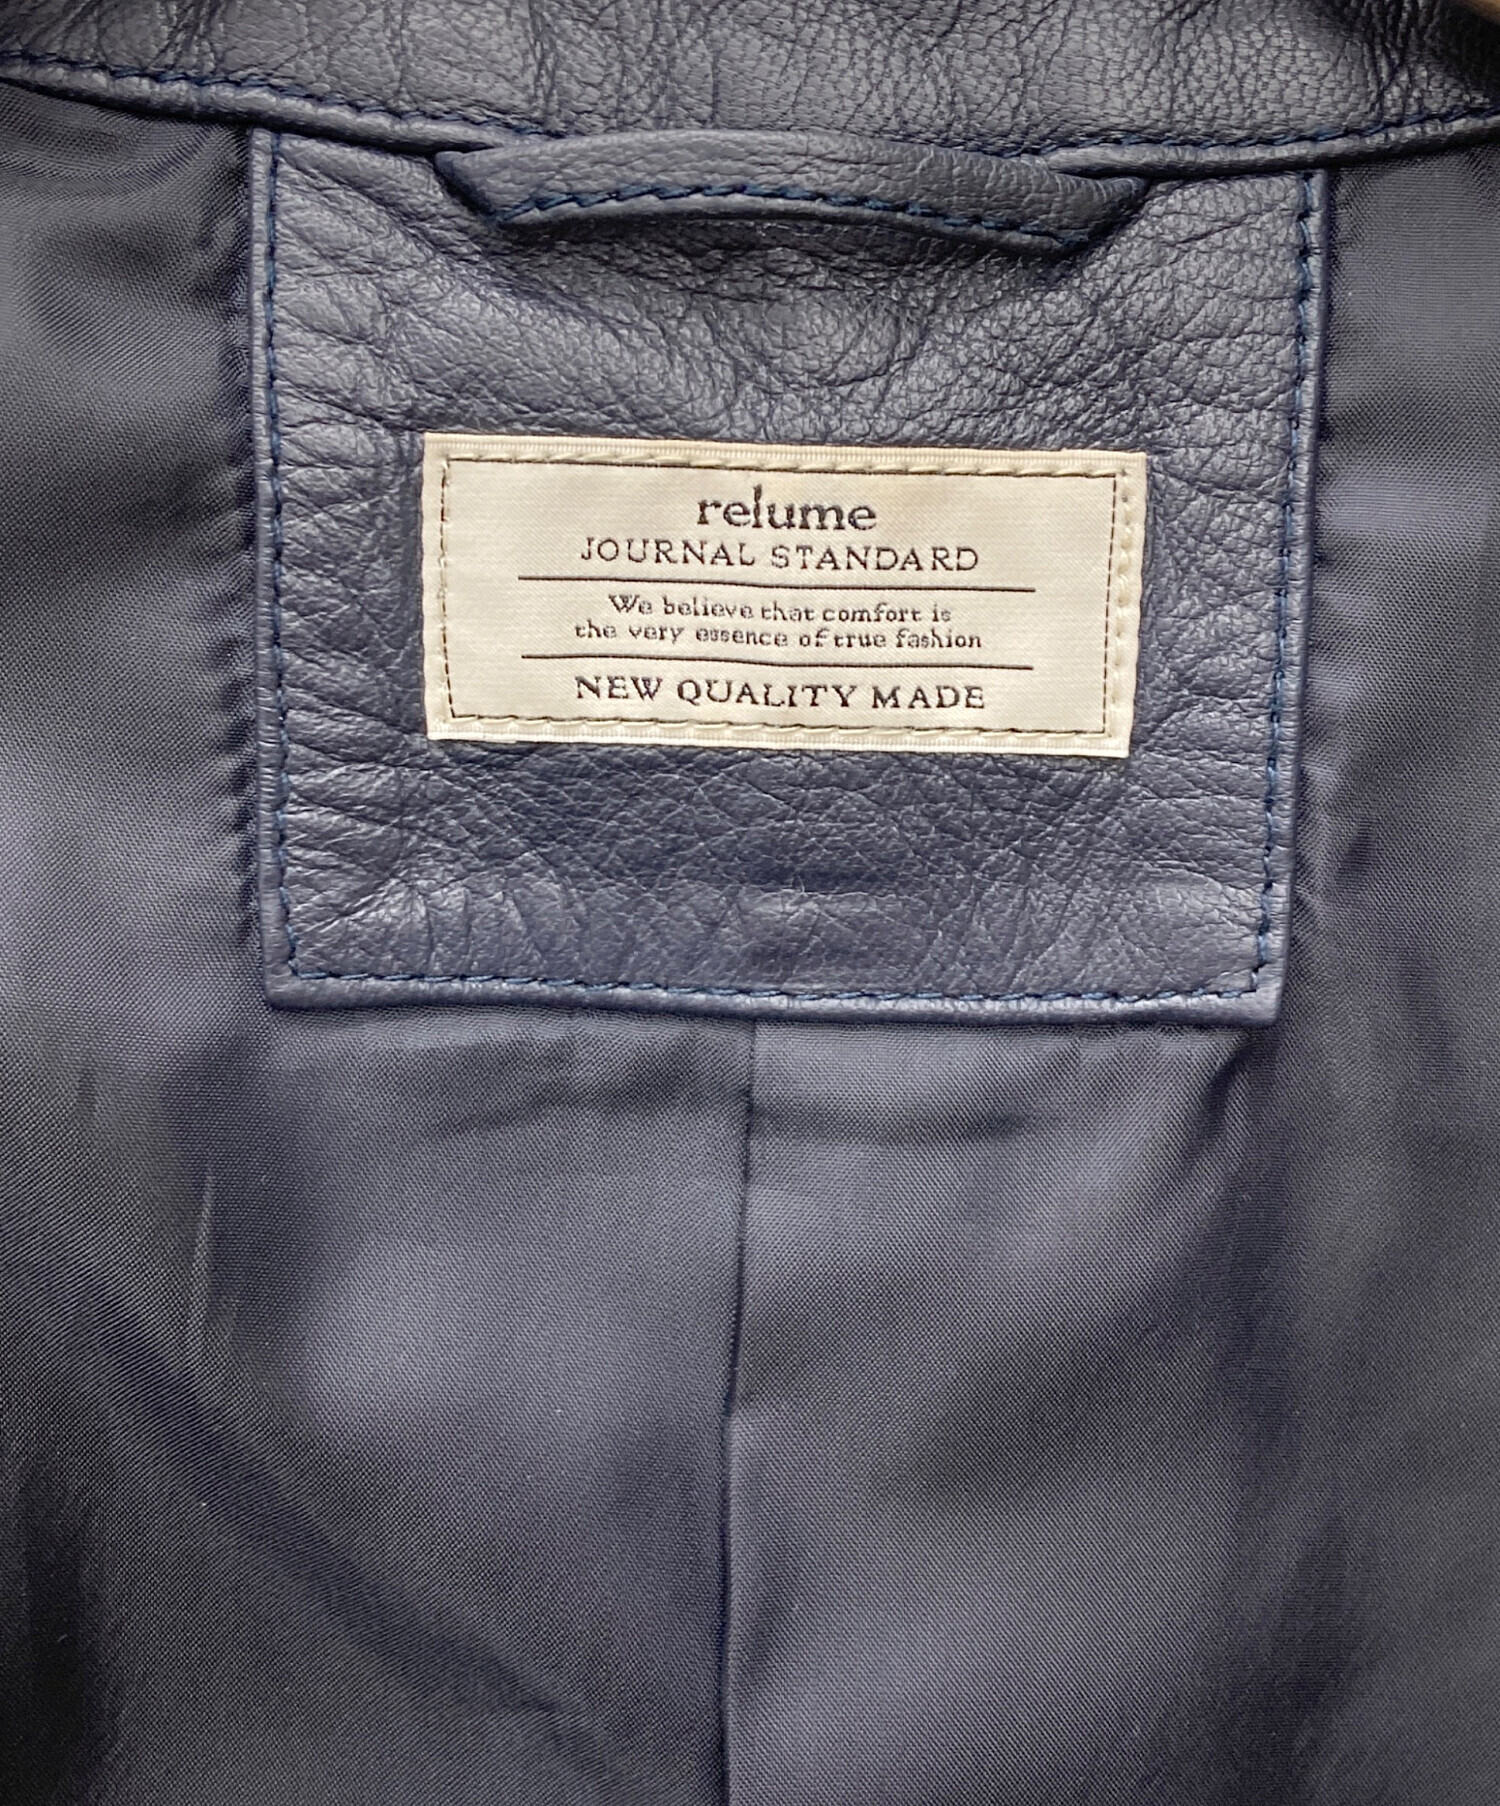 relume
JOURNAL STANDARD
We believe that comfort is
the very essence of true fashion
NEW QUALITY MADE